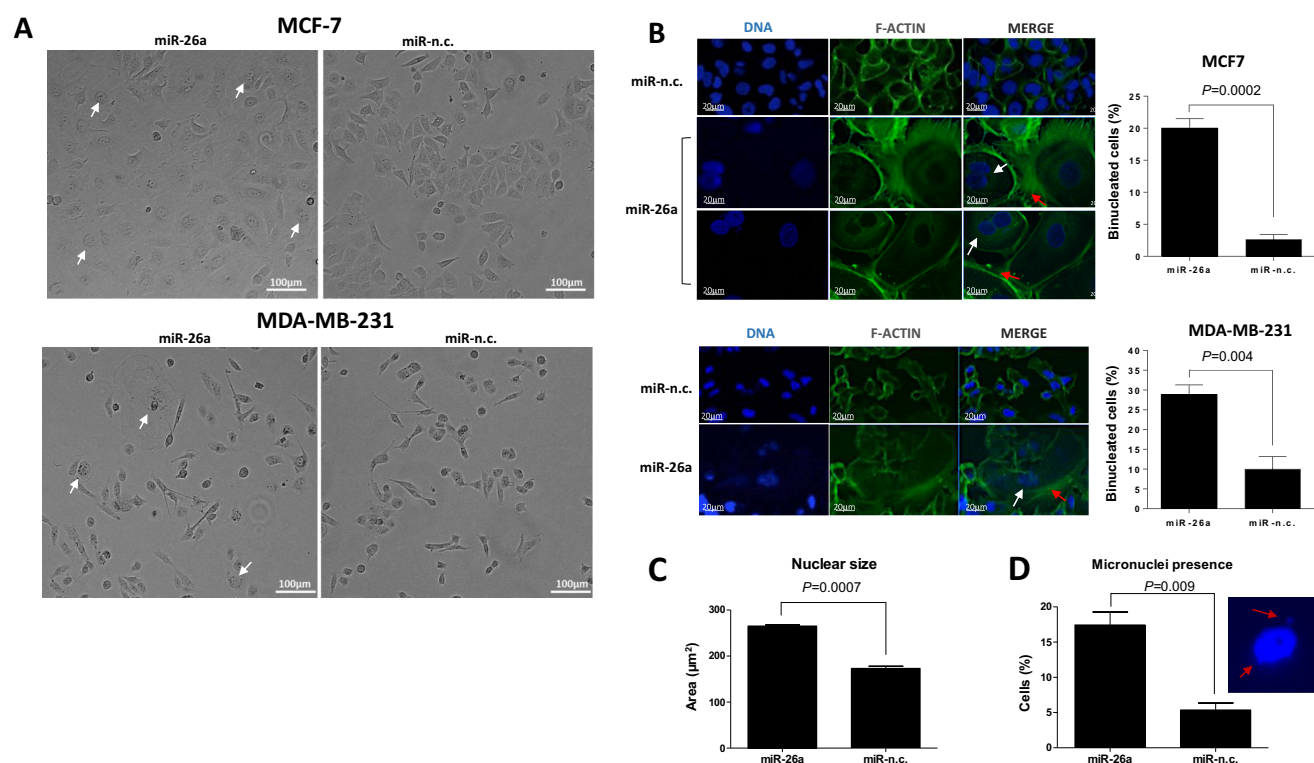 A
MCF-7
miR-26a
miR-n.c.
100μm
100μm
MDA-MB-231
miR-26a
miR-n.c.
100μm
100μm
B
DNA
F-ACTIN
MERGE
miR-n.c.
20μm
20μm
20μm
20
miR-26a
20μm
20μm
20μm
20
20μm
20μm
20μm
20
MCF7
P=0.0002
Binucleated cells (%)
25
20
15
10
5
0
miR-26a
miR-n.c.
DNA
F-ACTIN
MERGE
miR-n.c.
20μm
20μm
20μm
miR-26a
20μm
20μm
20μm
MDA-MB-231
P=0.004
Binucleated cells (%)
40
35
30
25
20
15
10
5
0
miR-26a
miR-n.c.
C
Nuclear size
P=0.0007
Area (μm²)
300
200
100
0
miR-26a
miR-n.c.
D
Micronuclei presence
P=0.009
Cells (%)
20
15
10
5
0
miR-26a
miR-n.c.